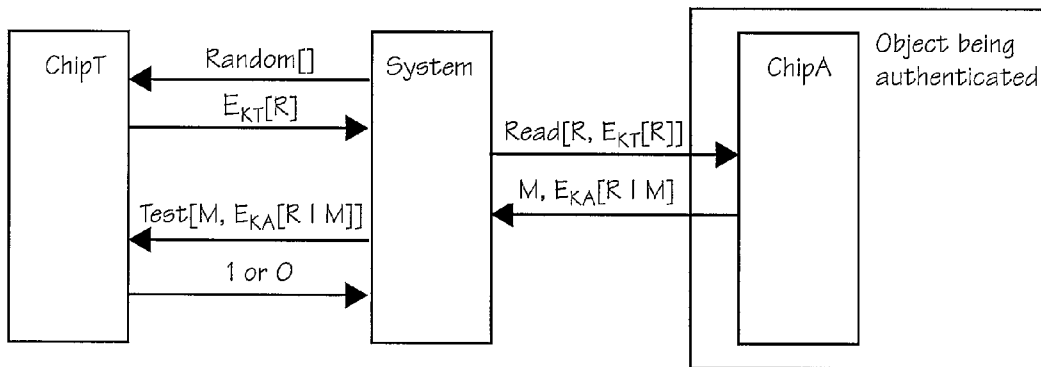 ChipT
System
ChipA
Object being
authenticated
Random[]
E_KT[R]
Read[R, E_KT[R]]
M, E_KA[R | M]
Test[M, E_KA[R | M]]
1 or 0